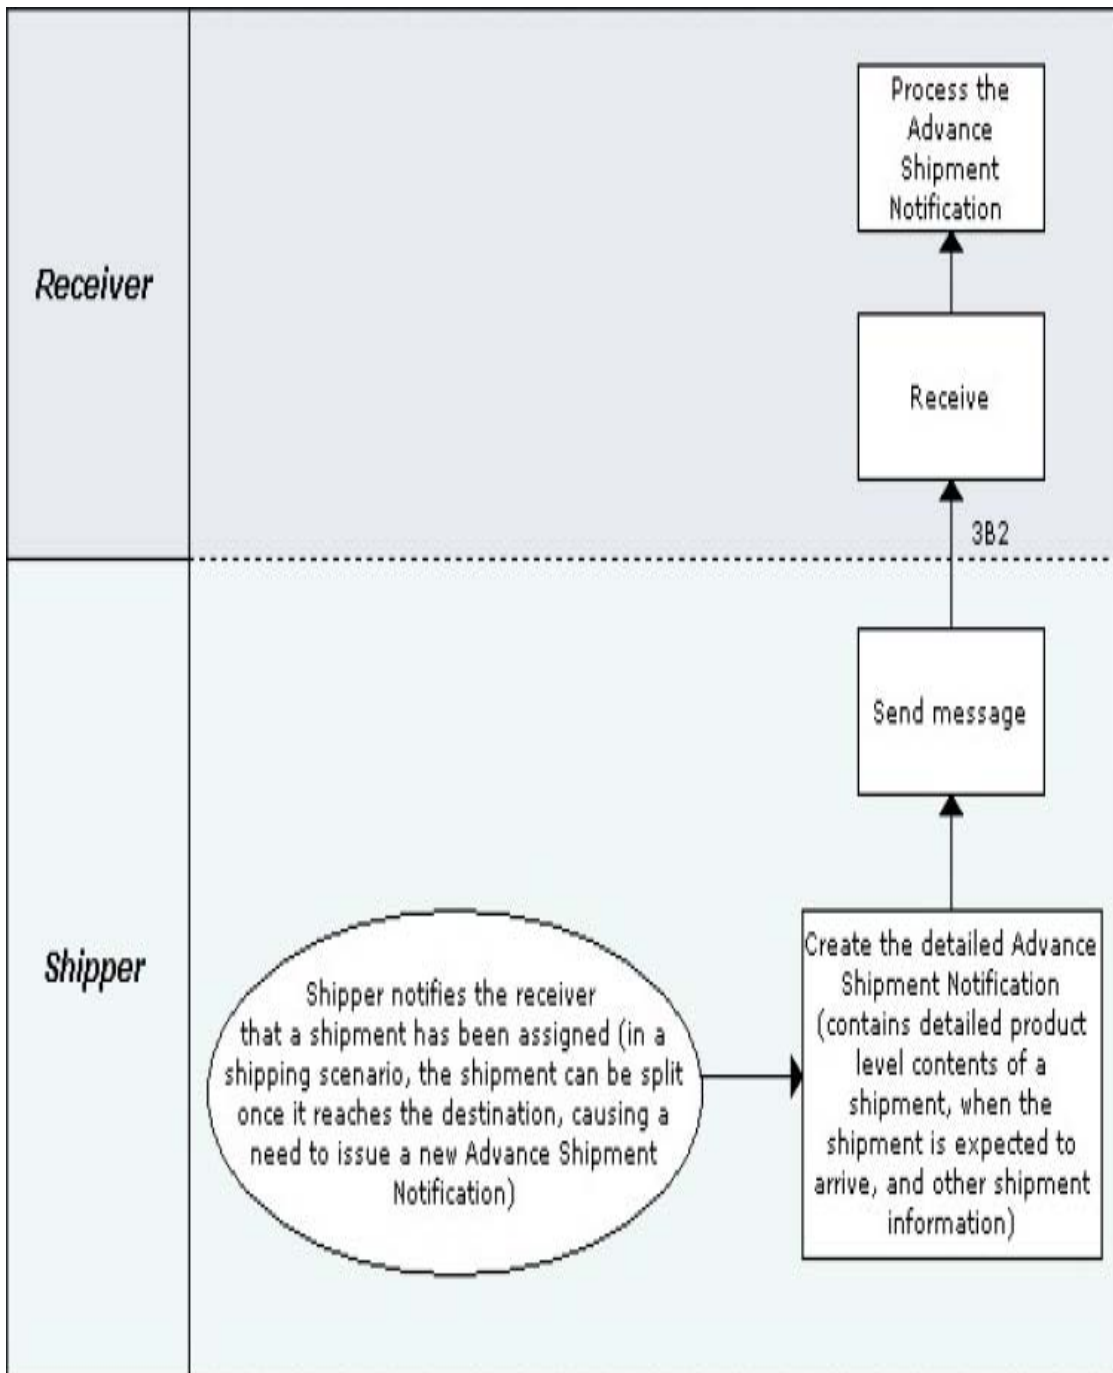 Process the
Advance
Shipment
Notification
Receiver
Receive
3B2
Send message
Shipper
Shipper notifies the receiver
that a shipment has been assigned (in a
shipping scenario, the shipment can be split
once it reaches the destination, causing a
need to issue a new Advance Shipment
Notification)
Create the detailed Advance
Shipment Notification
(contains detailed product
level contents of a
shipment, when the
shipment is expected to
arrive, and other shipment
information)